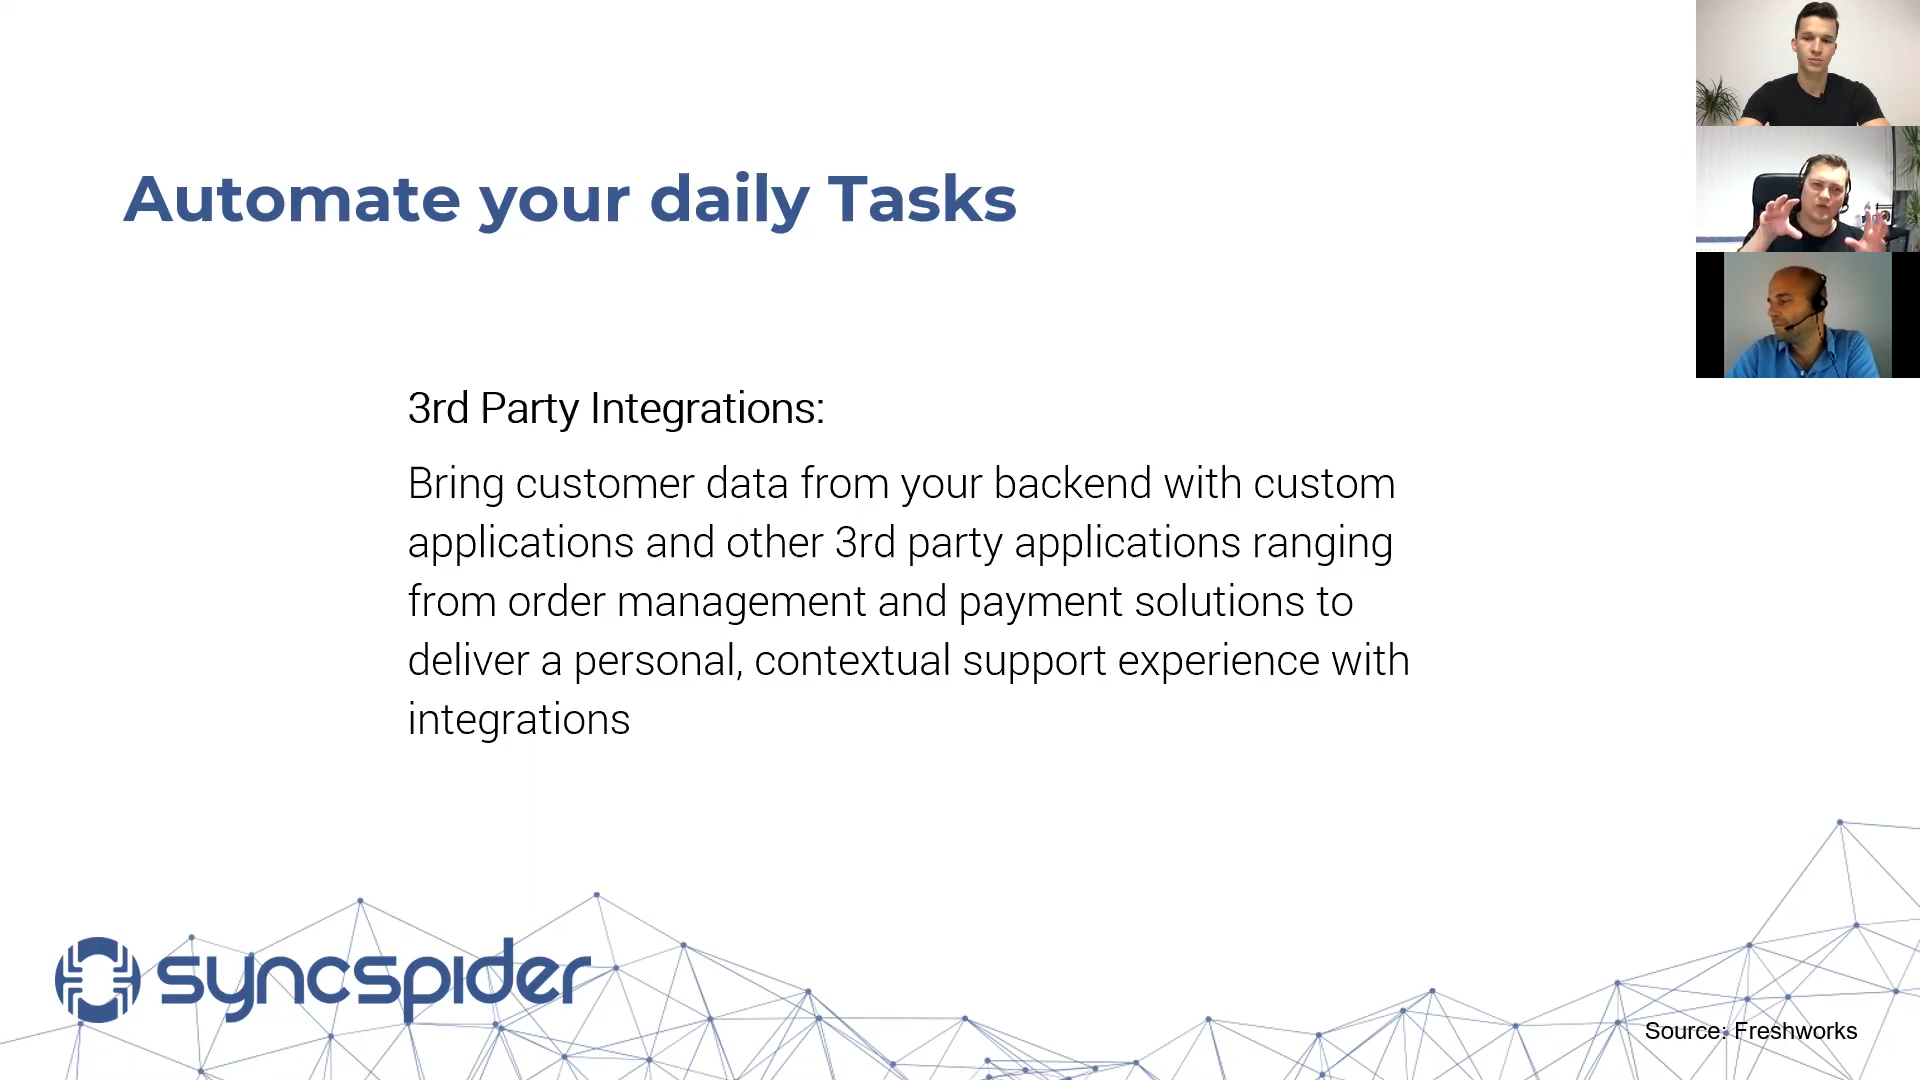 Automate your daily Tasks
3rd Party Integrations:
Bring customer data from your backend with custom
applications and other 3rd party applications ranging
from order management and payment solutions to
deliver a personal, contextual support experience with
integrations
syncspider
Source: Freshworks